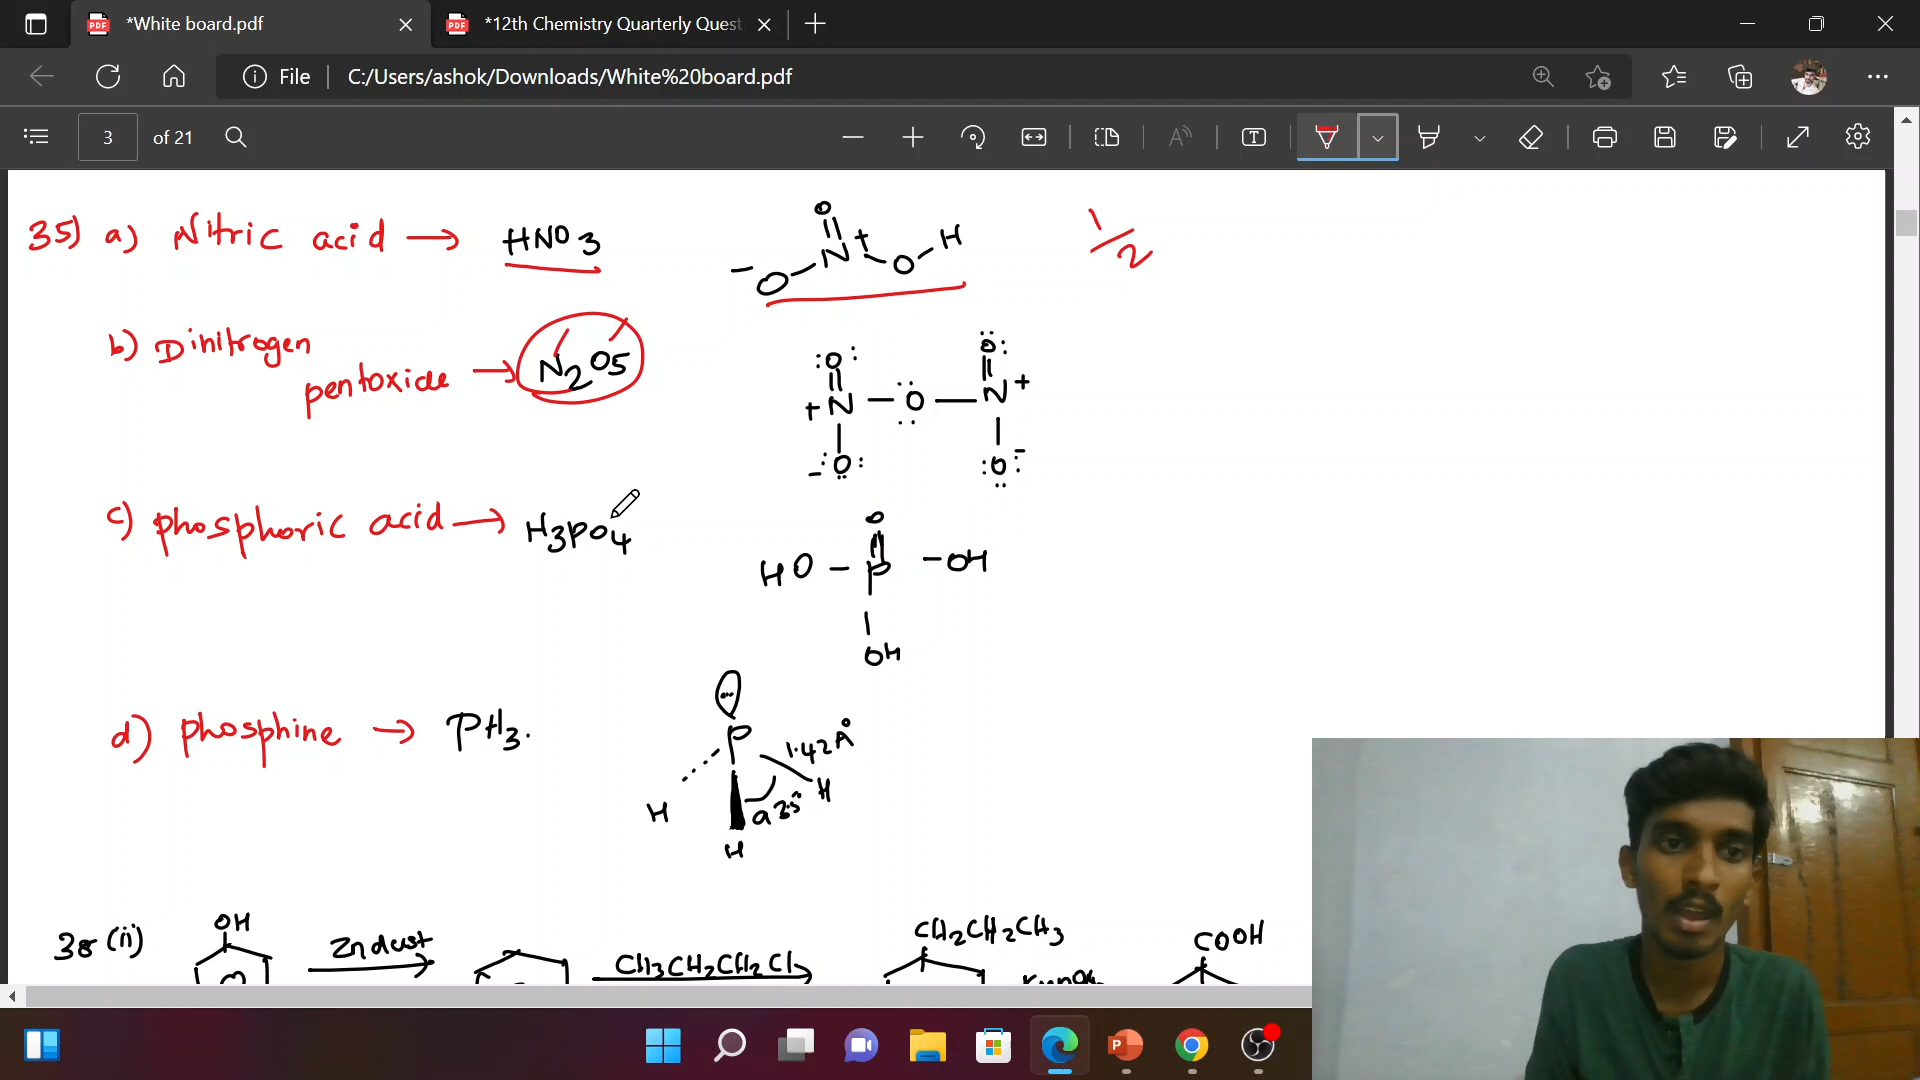 *White board.pdf
*12th Chemistry Quarterly Quest
File
C:/Users/ashok/Downloads/White%20board.pdf
3 of 21
35) a) Nitric acid → HNO3
O
N + O H
- O
1/2
b) Dinitrogen
pentoxide → N2O5
:O: :O:
+ N — :O: — N +
- :O: :O: -
c) phosphoric acid → H3PO4
O
HO - P - OH
OH
d) phosphine → PH3.
P
1.42 Å
H H
H
38 (ii)
OH
Zn dust
CH3CH2CH2Cl
CH2CH2CH3
COOH